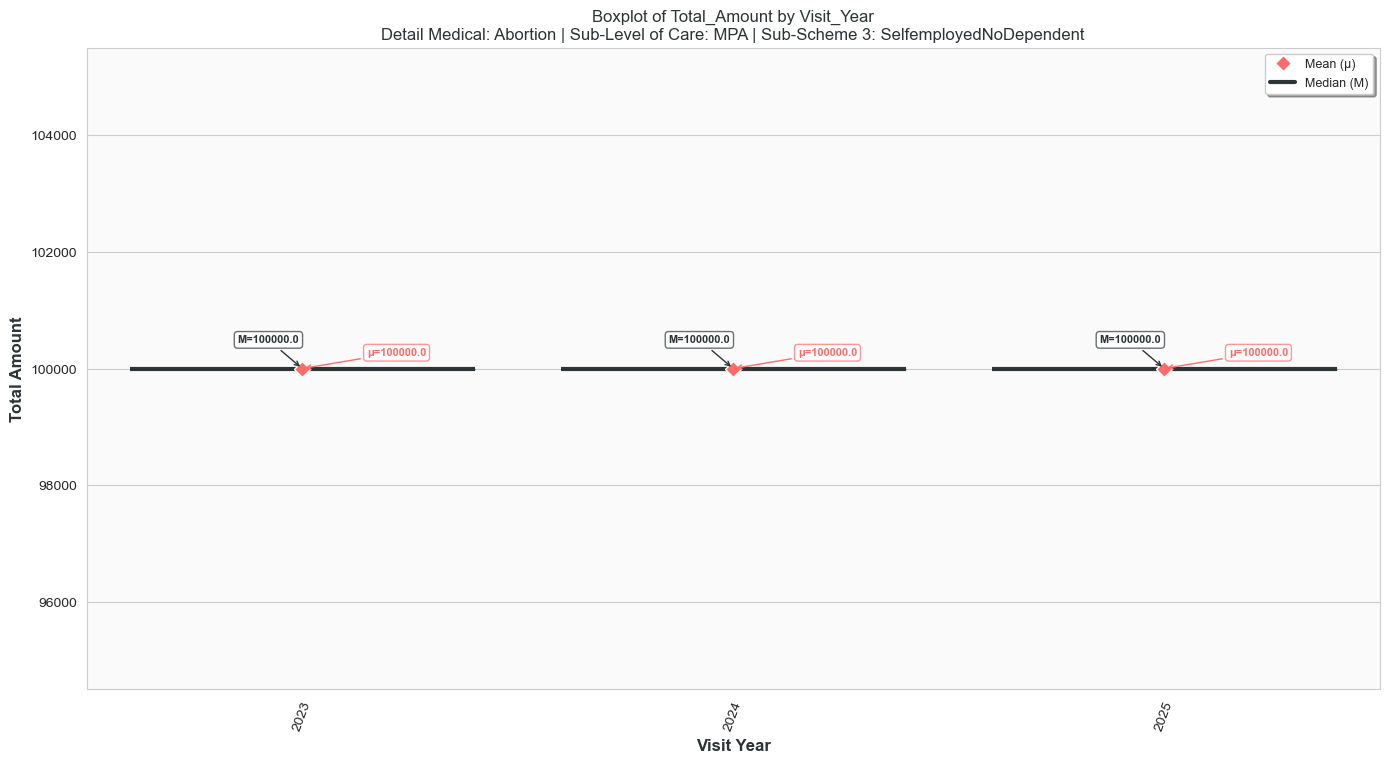 Boxplot of Total_Amount by Visit_Year
Detail Medical: Abortion | Sub-Level of Care: MPA | Sub-Scheme 3: SelfemployedNoDependent
Mean (μ)
Median (M)
Total Amount
104000
102000
100000
98000
96000
M=100000.0
μ=100000.0
M=100000.0
μ=100000.0
M=100000.0
μ=100000.0
2023
2024
2025
Visit Year